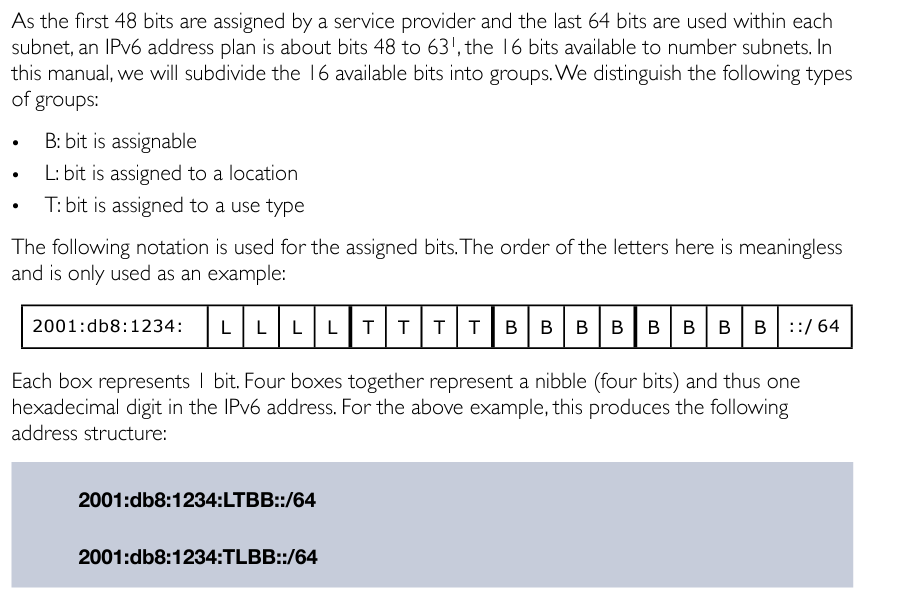 As the first 48 bits are assigned by a service provider and the last 64 bits are used within each
subnet, an IPv6 address plan is about bits 48 to 63¹, the 16 bits available to number subnets. In
this manual, we will subdivide the 16 available bits into groups. We distinguish the following types
of groups:
• B: bit is assignable
• L: bit is assigned to a location
• T: bit is assigned to a use type
The following notation is used for the assigned bits. The order of the letters here is meaningless
and is only used as an example:
2001:db8:1234: L L L L T T T T B B B B B B B B ::/ 64
Each box represents 1 bit. Four boxes together represent a nibble (four bits) and thus one
hexadecimal digit in the IPv6 address. For the above example, this produces the following
address structure:
2001:db8:1234:LTBB::/64
2001:db8:1234:TLBB::/64